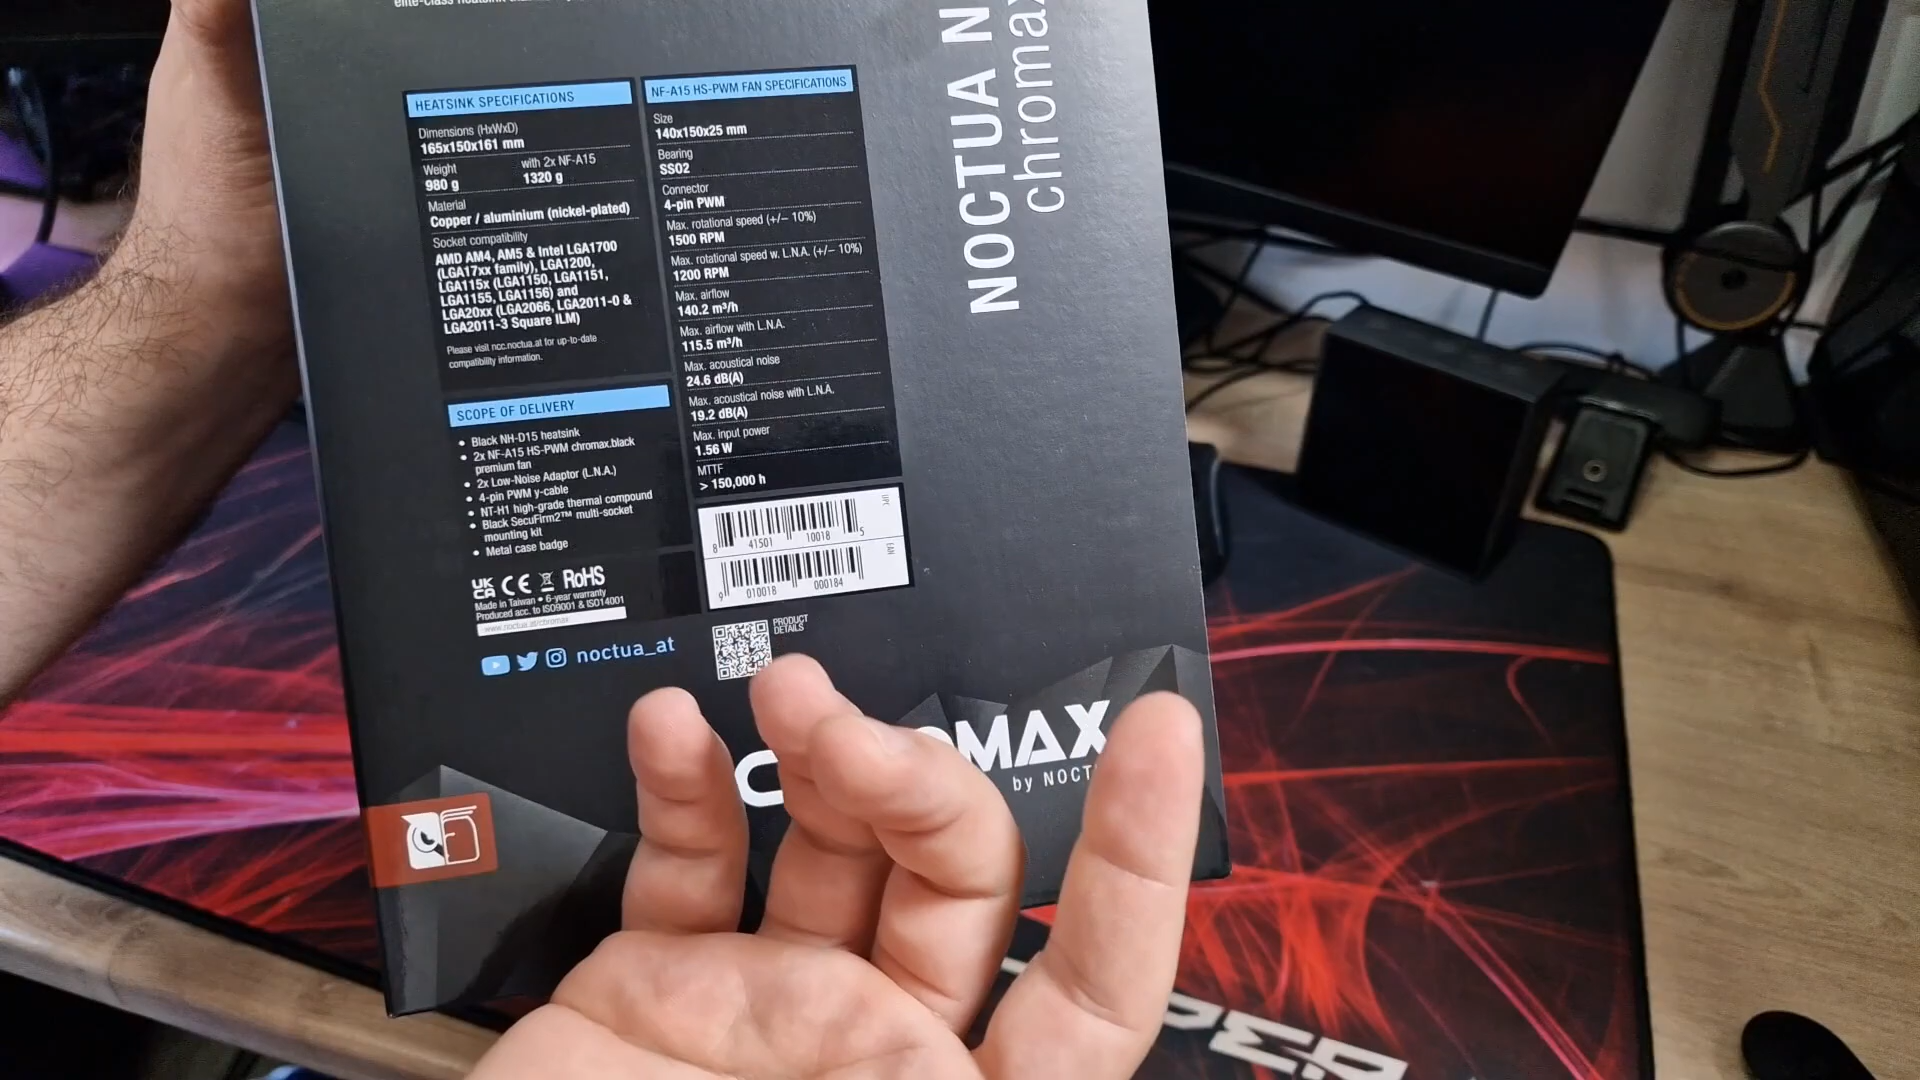 elite-class heatsink
HEATSINK SPECIFICATIONS
Dimensions (HxWxD)
165x150x161 mm
Weight
980 g
with 2x NF-A15
1320 g
Material
Copper / aluminium (nickel-plated)
Socket compatibility
AMD AM4, AM5 & Intel LGA1700
(LGA17xx family), LGA1200,
LGA115x (LGA1150, LGA1151,
LGA1155, LGA1156) and
LGA20xx (LGA2066, LGA2011-0 &
LGA2011-3 Square ILM)
Please visit ncc.noctua.at for up-to-date
compatibility information.
SCOPE OF DELIVERY
• Black NH-D15 heatsink
• 2x NF-A15 HS-PWM chromax.black
premium fan
• 2x Low-Noise Adaptor (L.N.A.)
• 4-pin PWM y-cable
• NT-H1 high-grade thermal compound
• Black SecuFirm2™ multi-socket
mounting kit
• Metal case badge
UK
CA CE RoHS
Made in Taiwan • 6-year warranty
Produced acc. to ISO9001 & ISO14001
www.noctua.at/chromax
noctua_at
NF-A15 HS-PWM FAN SPECIFICATIONS
Size
140x150x25 mm
Bearing
SSO2
Connector
4-pin PWM
Max. rotational speed (+/− 10%)
1500 RPM
Max. rotational speed w. L.N.A. (+/− 10%)
1200 RPM
Max. airflow
140.2 m³/h
Max. airflow with L.N.A.
115.5 m³/h
Max. acoustical noise
24.6 dB(A)
Max. acoustical noise with L.N.A.
19.2 dB(A)
Max. input power
1.56 W
MTTF
> 150,000 h
UPC
8 41501 10018 5
EAN
9 010018 000184
PRODUCT
DETAILS
NOCTUA N
chromax
C OMAX
by NOCT